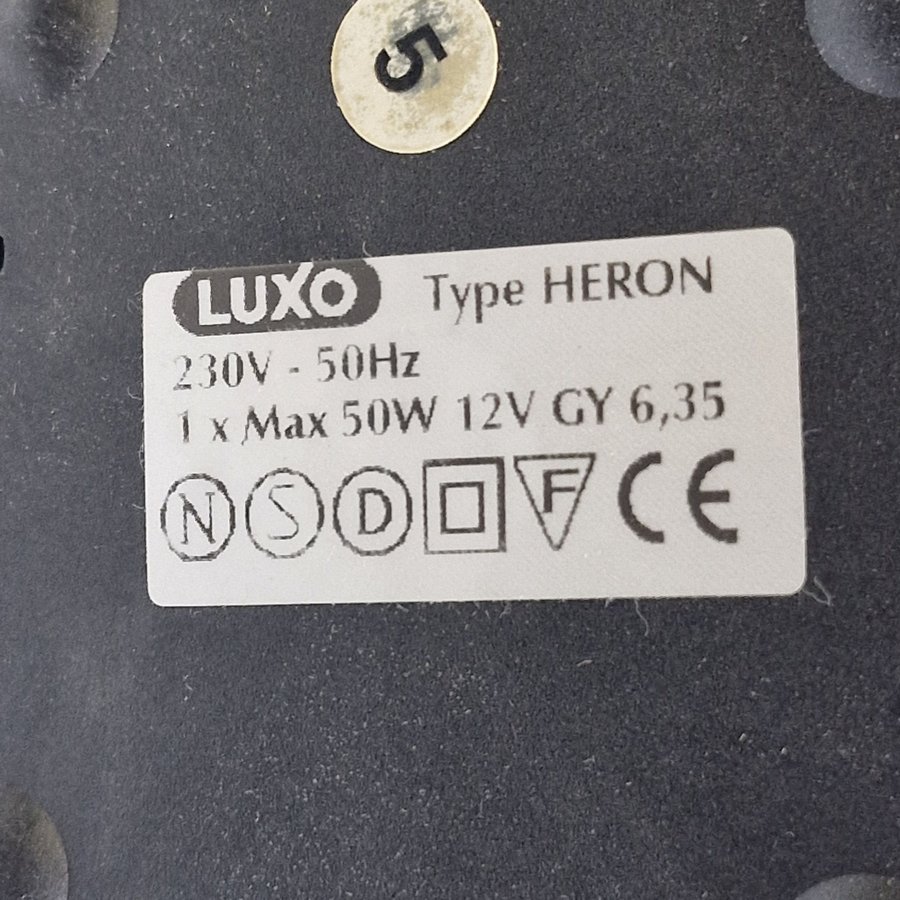 5
LUXO Type HERON
230V - 50Hz
1 x Max 50W 12V GY 6,35
N S D F CE